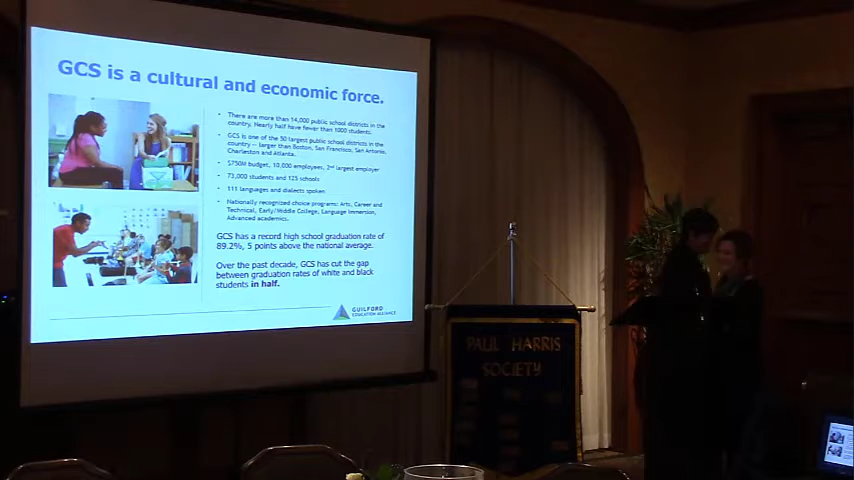 GCS is a cultural and economic force.
There are more than 14,000 public school districts in the
country. Nearly half have fewer than 1000 students.
GCS is one of the 50 largest public school districts in the
country -- larger than Boston, San Francisco, San Antonio,
Charleston and Atlanta.
$750M budget, 10,000 employees, 2nd largest employer
73,000 students and 125 schools
111 languages and dialects spoken
Nationally recognized choice programs: Arts, Career and
Technical, Early/Middle College, Language Immersion,
Advanced academics.
GCS has a record high school graduation rate of
89.2%, 5 points above the national average.
Over the past decade, GCS has cut the gap
between graduation rates of white and black
students in half.
GUILFORD
EDUCATION ALLIANCE
PAUL HARRIS
SOCIETY